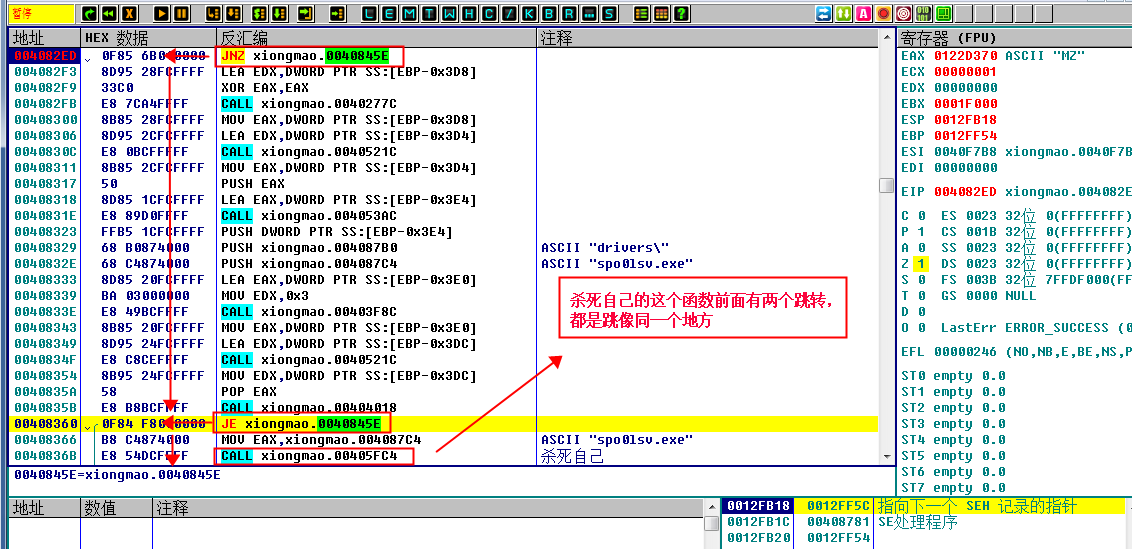 暂停
L E M T W H C / K B R ... S
?
A
地址 HEX 数据 反汇编 注释
004082ED 0F85 6B0 0000 JNZ xiongmao.0040845E
004082F3 8D95 28FCFFFF LEA EDX,DWORD PTR SS:[EBP-0x3D8]
004082F9 33C0 XOR EAX,EAX
004082FB E8 7CA4FFFF CALL xiongmao.0040277C
00408300 8B85 28FCFFFF MOV EAX,DWORD PTR SS:[EBP-0x3D8]
00408306 8D95 2CFCFFFF LEA EDX,DWORD PTR SS:[EBP-0x3D4]
0040830C E8 0BCFFFFF CALL xiongmao.0040521C
00408311 8B85 2CFCFFFF MOV EAX,DWORD PTR SS:[EBP-0x3D4]
00408317 50 PUSH EAX
00408318 8D85 1CFCFFFF LEA EAX,DWORD PTR SS:[EBP-0x3E4]
0040831E E8 89D0FFFF CALL xiongmao.004053AC
00408323 FFB5 1CFCFFFF PUSH DWORD PTR SS:[EBP-0x3E4]
00408329 68 B0874000 PUSH xiongmao.004087B0 ASCII "drivers\"
0040832E 68 C4874000 PUSH xiongmao.004087C4 ASCII "spo0lsv.exe"
00408334 8D85 20FCFFFF LEA EAX,DWORD PTR SS:[EBP-0x3E0]
00408339 BA 03000000 MOV EDX,0x3
0040833E E8 49BCFFFF CALL xiongmao.00403F8C
00408343 8B85 20FCFFFF MOV EAX,DWORD PTR SS:[EBP-0x3E0]
00408349 8D95 24FCFFFF LEA EDX,DWORD PTR SS:[EBP-0x3DC]
0040834F E8 C8CEFFFF CALL xiongmao.0040521C
00408354 8B95 24FCFFFF MOV EDX,DWORD PTR SS:[EBP-0x3DC]
0040835A 58 POP EAX
0040835B E8 B8BCFFFF CALL xiongmao.00404018
00408360 0F84 F80 0000 JE xiongmao.0040845E
00408366 B8 C4874000 MOV EAX,xiongmao.004087C4 ASCII "spo0lsv.exe"
0040836B E8 54DCFFFF CALL xiongmao.00405FC4 杀死自己
杀死自己的这个函数前面有两个跳转，
都是跳像同一个地方
0040845E=xiongmao.0040845E
寄存器 (FPU)
EAX 0122D370 ASCII "MZ"
ECX 00000001
EDX 00000000
EBX 0001F000
ESP 0012FB18
EBP 0012FF54
ESI 0040F7B8 xiongmao.0040F7B
EDI 00000000
EIP 004082ED xiongmao.004082E
C 0 ES 0023 32位 0(FFFFFFFF)
P 1 CS 001B 32位 0(FFFFFFFF)
A 0 SS 0023 32位 0(FFFFFFFF)
Z 1 DS 0023 32位 0(FFFFFFFF)
S 0 FS 003B 32位 7FFDF000(FF
T 0 GS 0000 NULL
D 0
O 0 LastErr ERROR_SUCCESS (0
EFL 00000246 (NO,NB,E,BE,NS,P
ST0 empty 0.0
ST1 empty 0.0
ST2 empty 0.0
ST3 empty 0.0
ST4 empty 0.0
ST5 empty 0.0
ST6 empty 0.0
ST7 empty 0.0
地址 数值 注释
0012FB18 0012FF5C 指向下一个 SEH 记录的指针
0012FB1C 00408781 SE处理程序
0012FB20 0012FF54